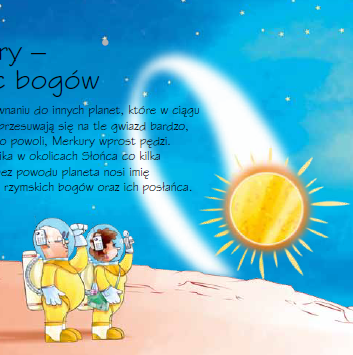 ry –
c bogów
wnaniu do innych planet, które w ciągu
przesuwają się na tle gwiazd bardzo,
o powoli, Merkury wprost pędzi.
ika w okolicach Słońca co kilka
ez powodu planeta nosi imię
rzymskich bogów oraz ich posłańca.